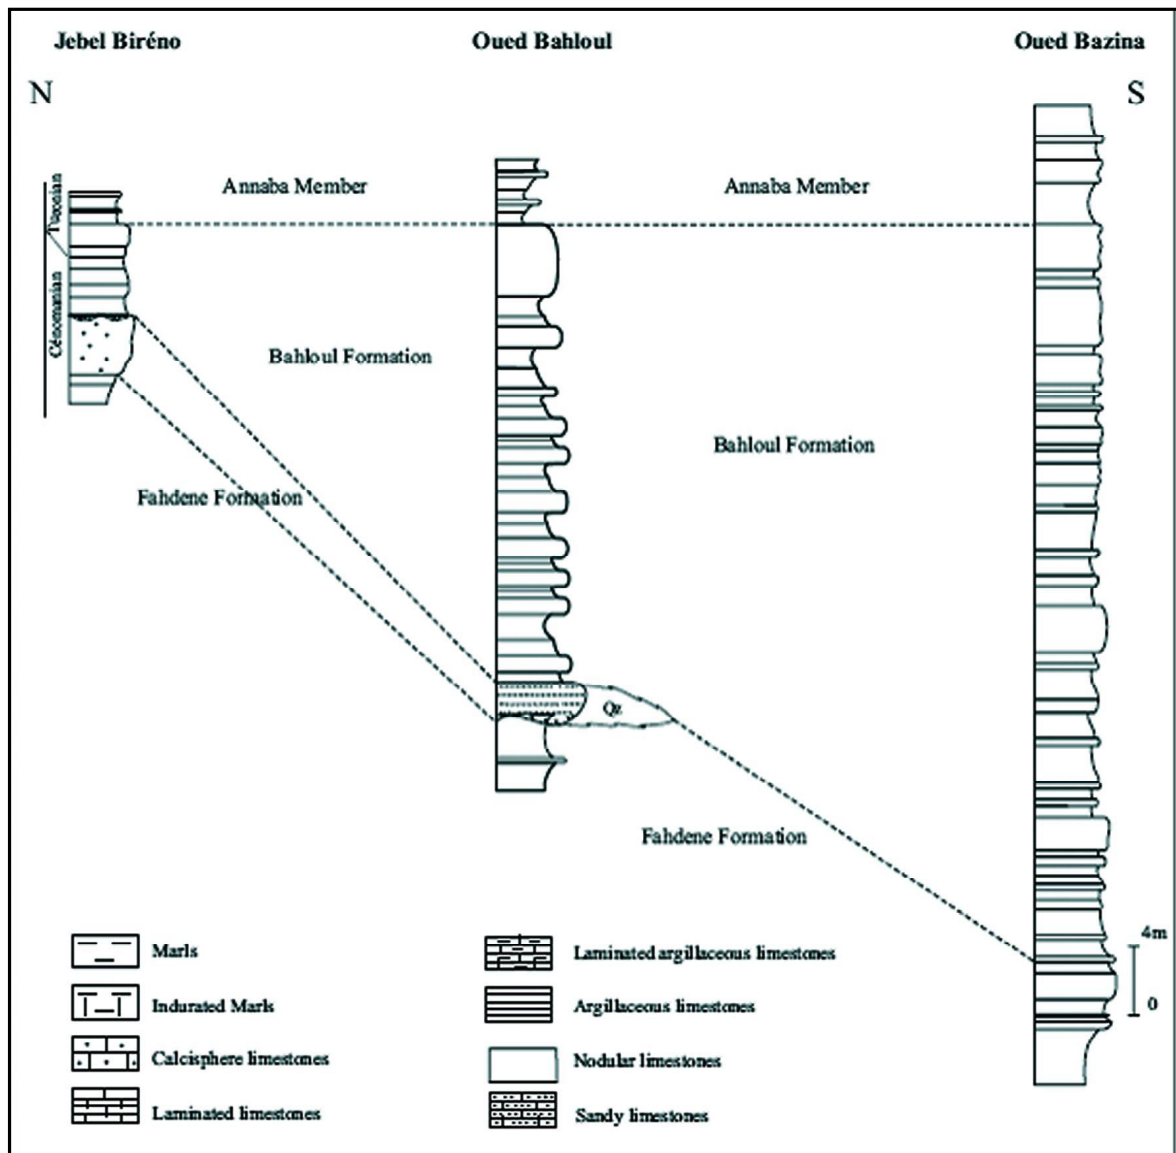 Jebel Biréno Oued Bahloul Oued Bazina
N S
Annaba Member Annaba Member
Turonian
Cénomanian
Bahloul Formation
Bahloul Formation
Fahdene Formation
Qz
Fahdene Formation
4m
0
Marls
Indurated Marls
Calcisphere limestones
Laminated limestones
Laminated argillaceous limestones
Argillaceous limestones
Nodular limestones
Sandy limestones